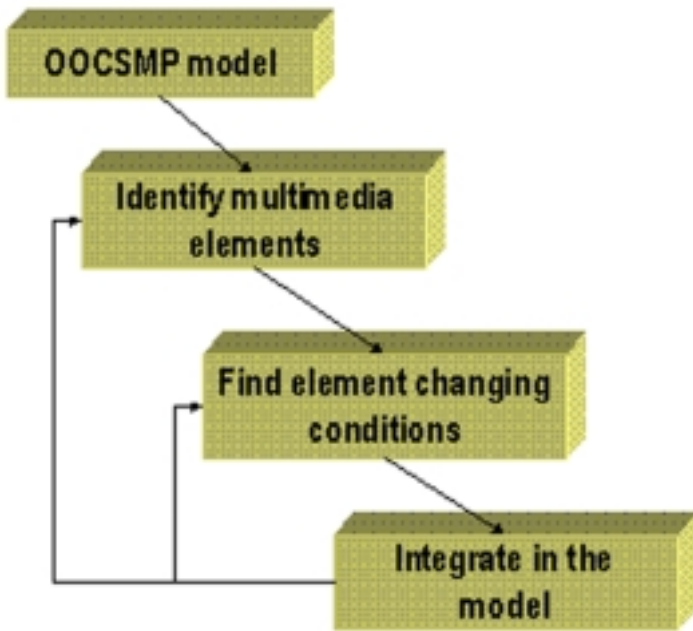 OOCSMP model
Identify multimedia
elements
Find element changing
conditions
Integrate in the
model